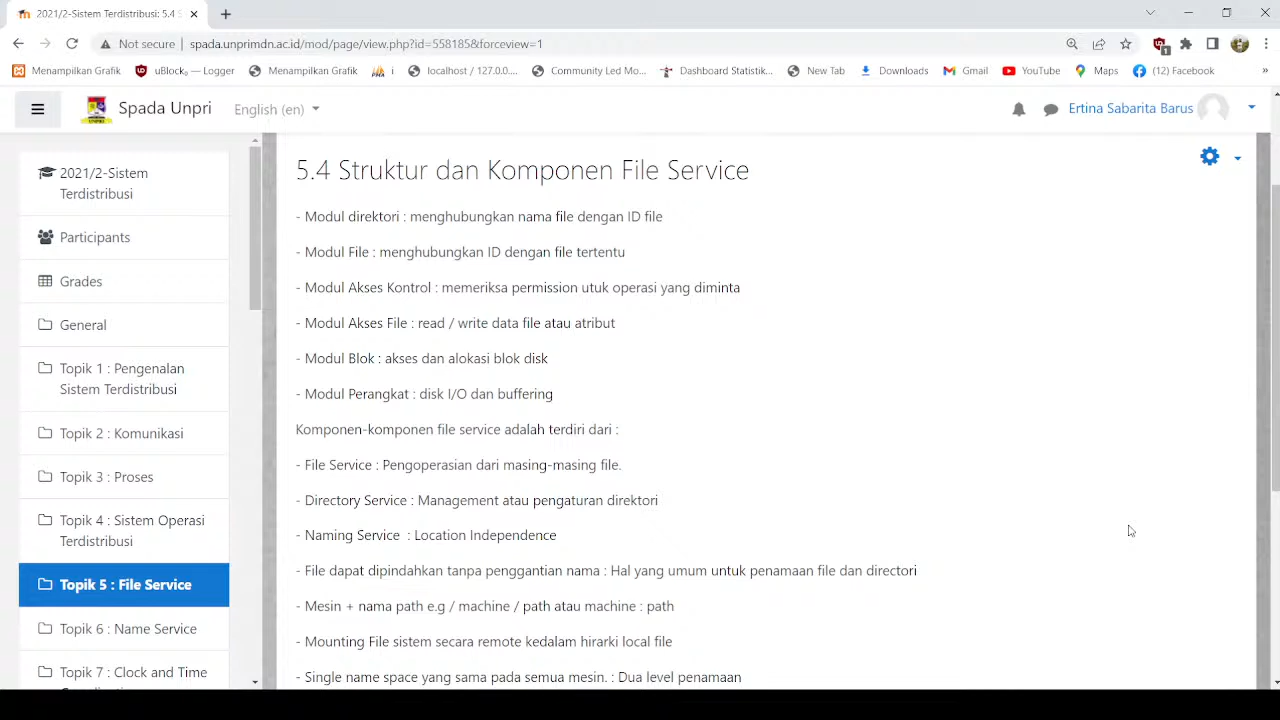 2021/2-Sistem Terdistribusi: 5.4 S
Not secure
spada.unprimdn.ac.id/mod/page/view.php?id=558185&forceview=1
1
Menampilkan Grafik
uBlock₀ — Logger
Menampilkan Grafik
i
localhost / 127.0.0....
Community Led Mo...
Dashboard Statistik...
New Tab
Downloads
Gmail
YouTube
Maps
(12) Facebook
»
Spada Unpri
English (en)
Ertina Sabarita Barus
2021/2-Sistem
Terdistribusi
Participants
Grades
General
Topik 1 : Pengenalan
Sistem Terdistribusi
Topik 2 : Komunikasi
Topik 3 : Proses
Topik 4 : Sistem Operasi
Terdistribusi
Topik 5 : File Service
Topik 6 : Name Service
Topik 7 : Clock and Time
5.4 Struktur dan Komponen File Service
- Modul direktori : menghubungkan nama file dengan ID file
- Modul File : menghubungkan ID dengan file tertentu
- Modul Akses Kontrol : memeriksa permission utuk operasi yang diminta
- Modul Akses File : read / write data file atau atribut
- Modul Blok : akses dan alokasi blok disk
- Modul Perangkat : disk I/O dan buffering
Komponen-komponen file service adalah terdiri dari :
- File Service : Pengoperasian dari masing-masing file.
- Directory Service : Management atau pengaturan direktori
- Naming Service  : Location Independence
- File dapat dipindahkan tanpa penggantian nama : Hal yang umum untuk penamaan file dan directori
- Mesin + nama path e.g / machine / path atau machine : path
- Mounting File sistem secara remote kedalam hirarki local file
- Single name space yang sama pada semua mesin. : Dua level penamaan